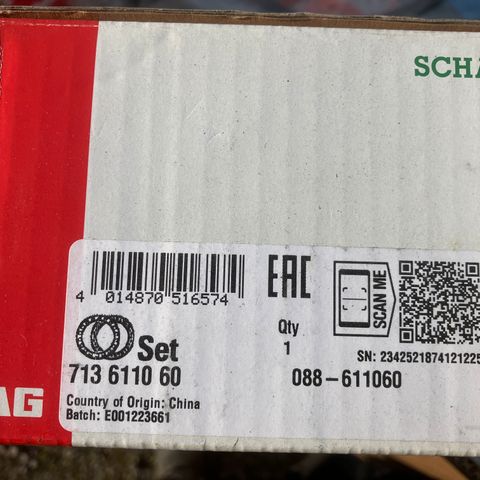 SCHA
4 014870 516574
EAC
Qty
1
SCAN ME
Set
713 6110 60
088-611060
SN: 2342521874121225
Country of Origin: China
Batch: E001223661
AG